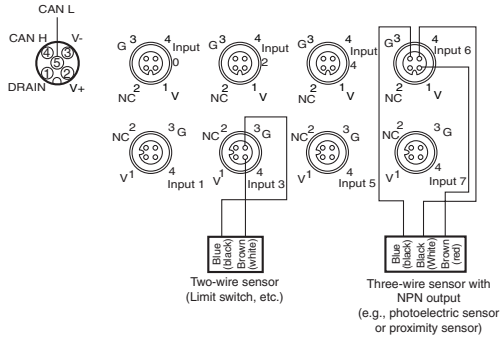 CAN L
CAN H
V-
4
3
5
1
2
DRAIN
V+
G 3
4
Input 0
2
NC
1
V
G 3
4
Input 2
2
NC
1
V
G 3
4
Input 4
2
NC
1
V
G 3
4
Input 6
2
NC
1
V
NC 2
3 G
V 1
4
Input 1
NC 2
3 G
V 1
4
Input 3
NC 2
3 G
V 1
4
Input 5
NC 2
3 G
V 1
4
Input 7
Blue (black)
Brown (white)
Two-wire sensor
(Limit switch, etc.)
Blue (black)
Black (White)
Brown (red)
Three-wire sensor with
NPN output
(e.g., photoelectric sensor
or proximity sensor)